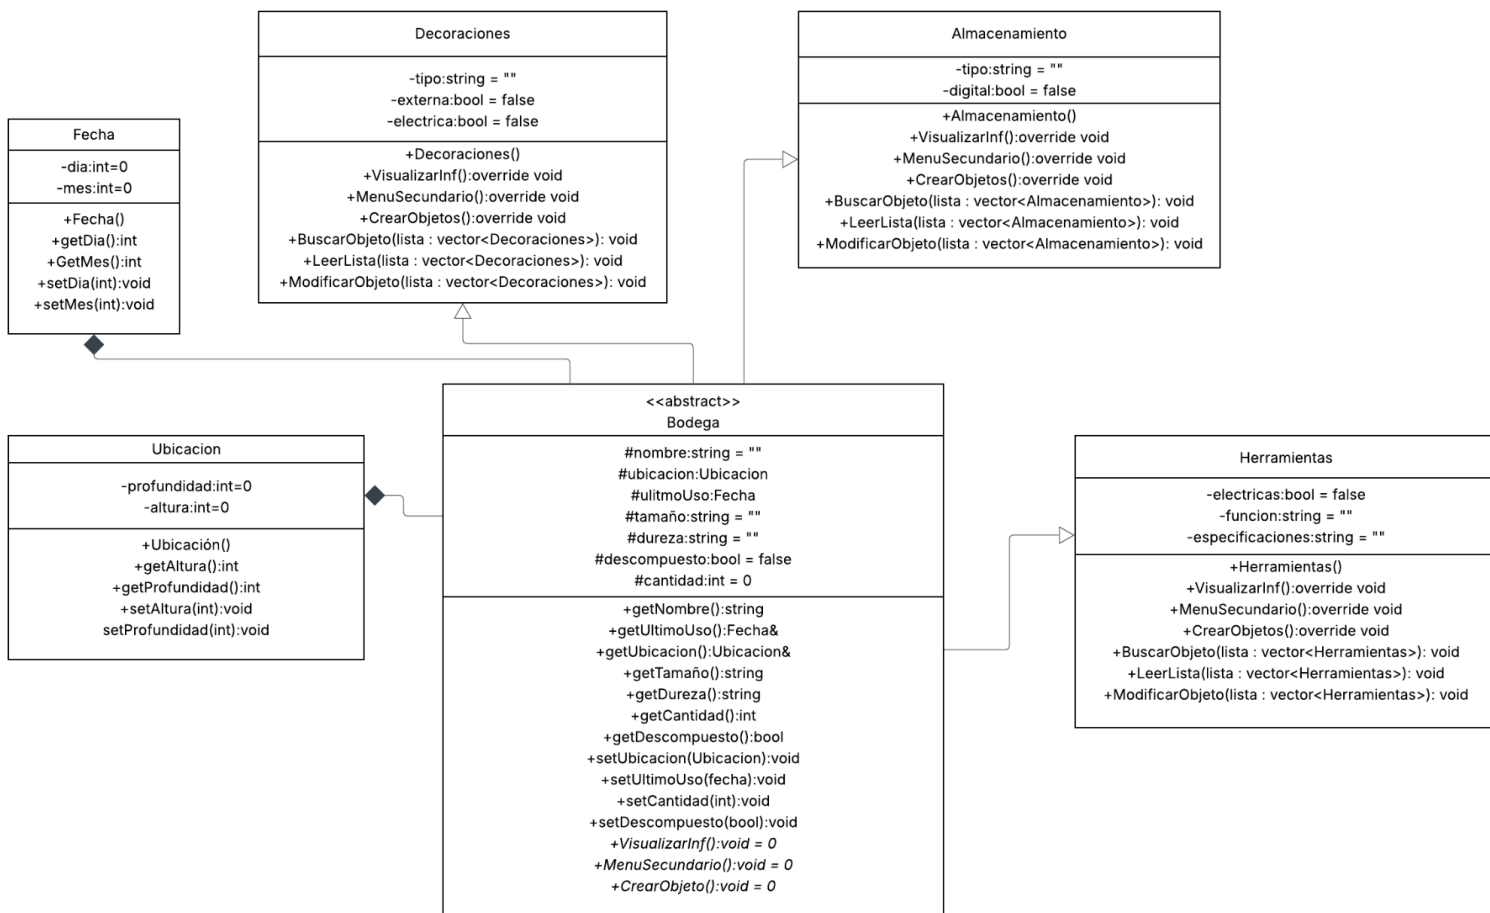 Decoraciones
-tipo:string = ""
-externa:bool = false
-electrica:bool = false
+Decoraciones()
+VisualizarInf():override void
+MenuSecundario():override void
+CrearObjetos():override void
+BuscarObjeto(lista : vector<Decoraciones>): void
+LeerLista(lista : vector<Decoraciones>): void
+ModificarObjeto(lista : vector<Decoraciones>): void
Almacenamiento
-tipo:string = ""
-digital:bool = false
+Almacenamiento()
+VisualizarInf():override void
+MenuSecundario():override void
+CrearObjetos():override void
+BuscarObjeto(lista : vector<Almacenamiento>): void
+LeerLista(lista : vector<Almacenamiento>): void
+ModificarObjeto(lista : vector<Almacenamiento>): void
Fecha
-dia:int=0
-mes:int=0
+Fecha()
+getDia():int
+GetMes():int
+setDia(int):void
+setMes(int):void
Ubicacion
-profundidad:int=0
-altura:int=0
+Ubicación()
+getAltura():int
+getProfundidad():int
+setAltura(int):void
setProfundidad(int):void
<<abstract>>
Bodega
#nombre:string = ""
#ubicacion:Ubicacion
#ulitmoUso:Fecha
#tamaño:string = ""
#dureza:string = ""
#descompuesto:bool = false
#cantidad:int = 0
+getNombre():string
+getUltimoUso():Fecha&
+getUbicacion():Ubicacion&
+getTamaño():string
+getDureza():string
+getCantidad():int
+getDescompuesto():bool
+setUbicacion(Ubicacion):void
+setUltimoUso(fecha):void
+setCantidad(int):void
+setDescompuesto(bool):void
+VisualizarInf():void = 0
+MenuSecundario():void = 0
+CrearObjeto():void = 0
Herramientas
-electricas:bool = false
-funcion:string = ""
-especificaciones:string = ""
+Herramientas()
+VisualizarInf():override void
+MenuSecundario():override void
+CrearObjetos():override void
+BuscarObjeto(lista : vector<Herramientas>): void
+LeerLista(lista : vector<Herramientas>): void
+ModificarObjeto(lista : vector<Herramientas>): void